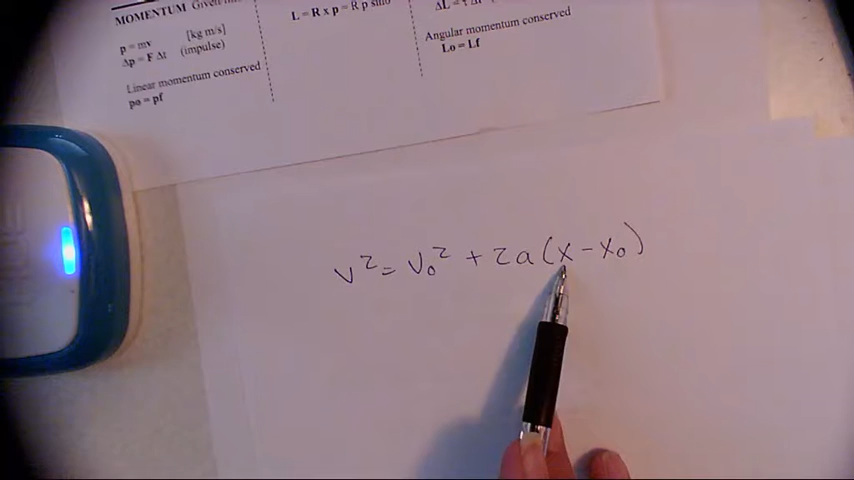 MOMENTUM
p = mv [kg m/s]
Δp = F Δt (impulse)
Linear momentum conserved
po = pf
L = R x p = R p sinθ
Angular momentum conserved
Lo = Lf
v² = v₀² + 2a(x - x₀)